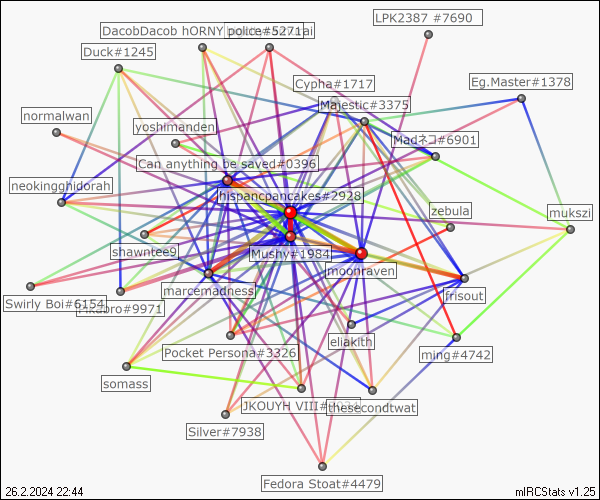 LPK2387 #7690
DacobDacob hORNY police#5271
Duck#1245
Cypha#1717
Eg.Master#1378
Majestic#3375
normalwan
yoshimanden
Madネコ#6901
Can anything be saved#0396
neokingghidorah
hispancpancakes#2928
zebula
mukszi
shawntee9
Mushy#1984
moonraven
marcemadness
frisout
Swirly Boi#6154
#9971
eliakith
Pocket Persona#3326
ming#4742
somass
JKOUYH VIII
thesecondtwat
Silver#7938
Fedora Stoat#4479
26.2.2024 22:44
mIRCStats v1.25